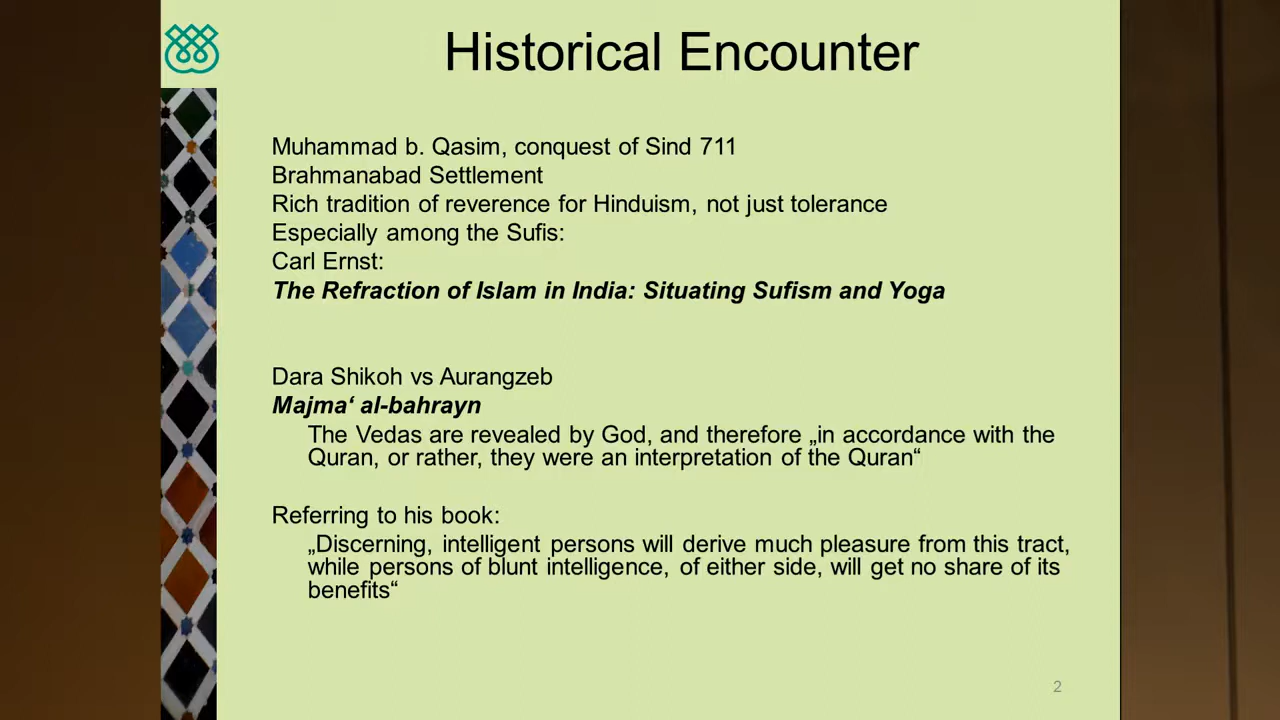 Historical Encounter
Muhammad b. Qasim, conquest of Sind 711
Brahmanabad Settlement
Rich tradition of reverence for Hinduism, not just tolerance
Especially among the Sufis:
Carl Ernst:
The Refraction of Islam in India: Situating Sufism and Yoga
Dara Shikoh vs Aurangzeb
Majma‘ al-bahrayn
The Vedas are revealed by God, and therefore „in accordance with the
Quran, or rather, they were an interpretation of the Quran“
Referring to his book:
„Discerning, intelligent persons will derive much pleasure from this tract,
while persons of blunt intelligence, of either side, will get no share of its
benefits“
2